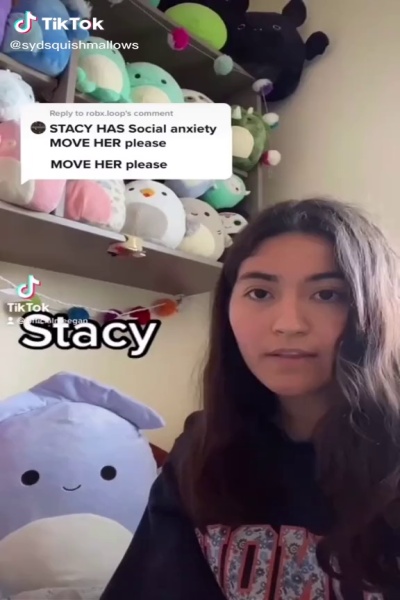 TikTok
@sydsquishmallows
Reply to robx.loop's comment
STACY HAS Social anxiety
MOVE HER please
MOVE HER please
TikTok
Stacy